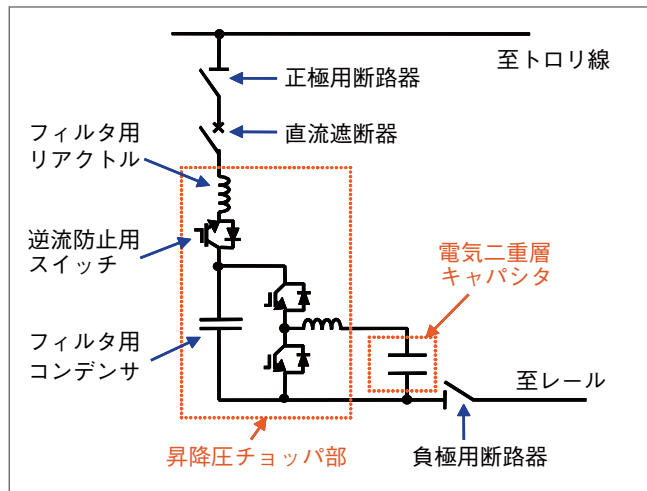 至トロリ線
正極用断路器
直流遮断器
フィルタ用
リアクトル
逆流防止用
スイッチ
電気二重層
キャパシタ
フィルタ用
コンデンサ
至レール
昇降圧チョッパ部
負極用断路器